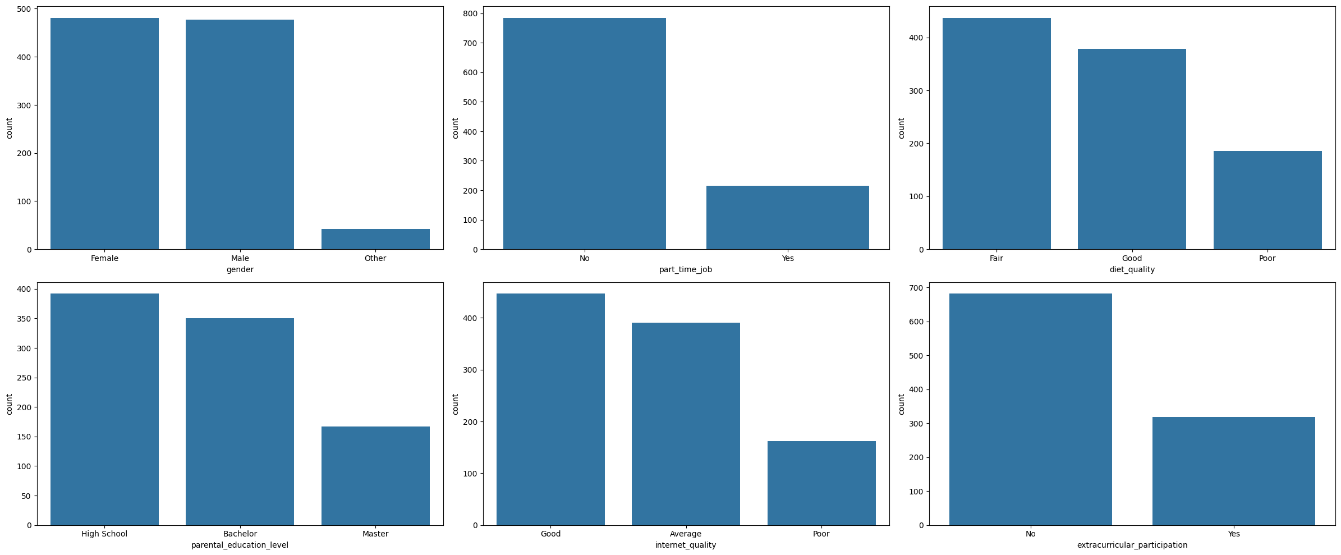 500
400
300
200
100
0
count
Female Male Other
gender
800
700
600
500
400
300
200
100
0
count
No Yes
part_time_job
400
300
200
100
0
count
Fair Good Poor
diet_quality
400
350
300
250
200
150
100
50
0
count
High School Bachelor Master
parental_education_level
400
300
200
100
0
count
Good Average Poor
internet_quality
700
600
500
400
300
200
100
0
count
No Yes
extracurricular_participation